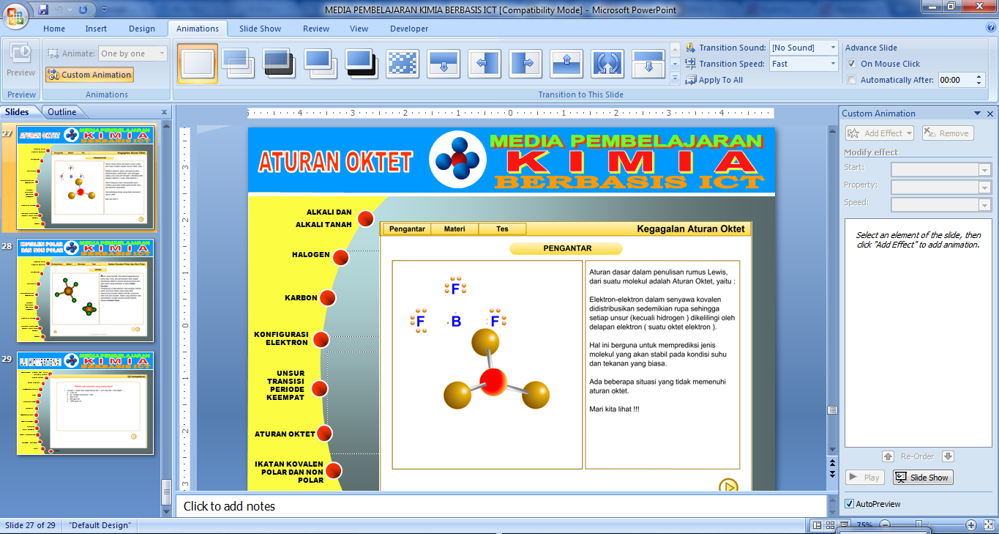 MEDIA PEMBELAJARAN KIMIA BERBASIS ICT [Compatibility Mode] - Microsoft PowerPoint
Home Insert Design Animations Slide Show Review View Developer
Preview
Preview
Animate: One by one
Custom Animation
Animations
Transition to This Slide
Transition Sound: [No Sound]
Transition Speed: Fast
Apply To All
Advance Slide
On Mouse Click
Automatically After: 00:00
Slides Outline x
27
ATURAN OKTET
MEDIA PEMBELAJARAN
KIMIA
BERBASIS ICT
28
KOVALEN POLAR
DAN NON POLAR
MEDIA PEMBELAJARAN
KIMIA
BERBASIS ICT
29
UJI KOMPETENSI
MEDIA PEMBELAJARAN
KIMIA
BERBASIS ICT
ATURAN OKTET
MEDIA PEMBELAJARAN
KIMIA
BERBASIS ICT
ALKALI DAN
ALKALI TANAH
HALOGEN
KARBON
KONFIGURASI
ELEKTRON
UNSUR
TRANSISI
PERIODE
KEEMPAT
ATURAN OKTET
IKATAN KOVALEN
POLAR DAN NON
POLAR
Pengantar Materi Tes
Kegagalan Aturan Oktet
PENGANTAR
F
F B F
Aturan dasar dalam penulisan rumus Lewis,
dari suatu molekul adalah Aturan Oktet, yaitu :
Elektron-elektron dalam senyawa kovalen
didistribusikan sedemikian rupa sehingga
setiap unsur (kecuali hidrogen ) dikelilingi oleh
delapan elektron ( suatu oktet elektron ).
Hal ini berguna untuk memprediksi jenis
molekul yang akan stabil pada kondisi suhu
dan tekanan yang biasa.
Ada beberapa situasi yang tidak memenuhi
aturan oktet.
Mari kita lihat !!!
Click to add notes
Custom Animation
Add Effect Remove
Modify effect
Start:
Property:
Speed:
Select an element of the slide, then
click "Add Effect" to add animation.
Re-Order
Play Slide Show
AutoPreview
Slide 27 of 29 "Default Design" 75%